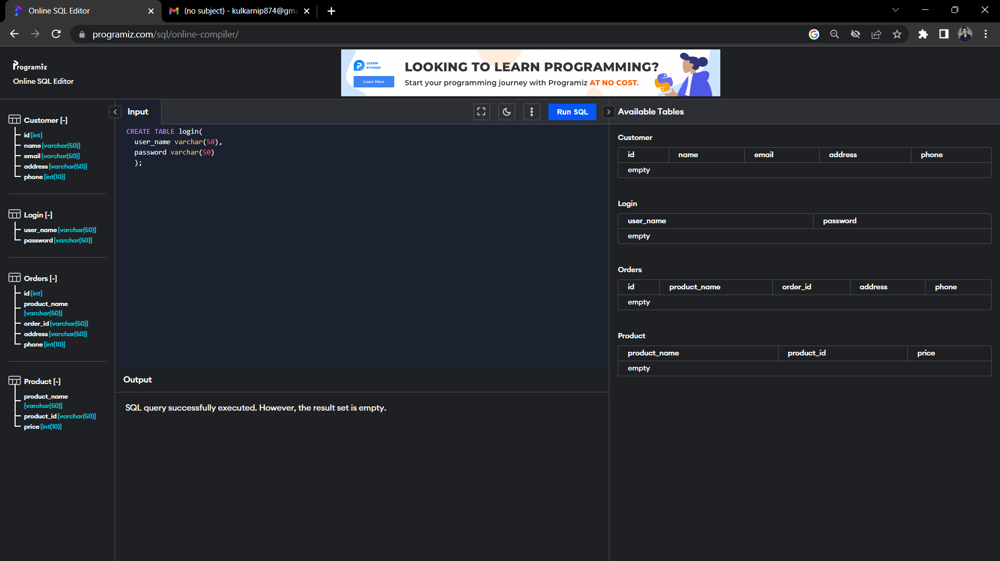 Online SQL Editor
(no subject) - kulkarnip874@gma
programiz.com/sql/online-compiler/
Programiz
Online SQL Editor
LEARN
PYTHON
Learn More
LOOKING TO LEARN PROGRAMMING?
Start your programming journey with Programiz AT NO COST.
Customer [-]
id [int]
name [varchar(50)]
email [varchar(50)]
address [varchar(50)]
phone [int(10)]
Login [-]
user_name [varchar(50)]
password [varchar(50)]
Orders [-]
id [int]
product_name
[varchar(50)]
order_id [varchar(50)]
address [varchar(50)]
phone [int(10)]
Product [-]
product_name
[varchar(50)]
product_id [varchar(50)]
price [int(10)]
Input
Run SQL
CREATE TABLE login(
user_name varchar(50),
password varchar(50)
);
Output
SQL query successfully executed. However, the result set is empty.
Available Tables
Customer
id name email address phone
empty
Login
user_name password
empty
Orders
id product_name order_id address phone
empty
Product
product_name product_id price
empty